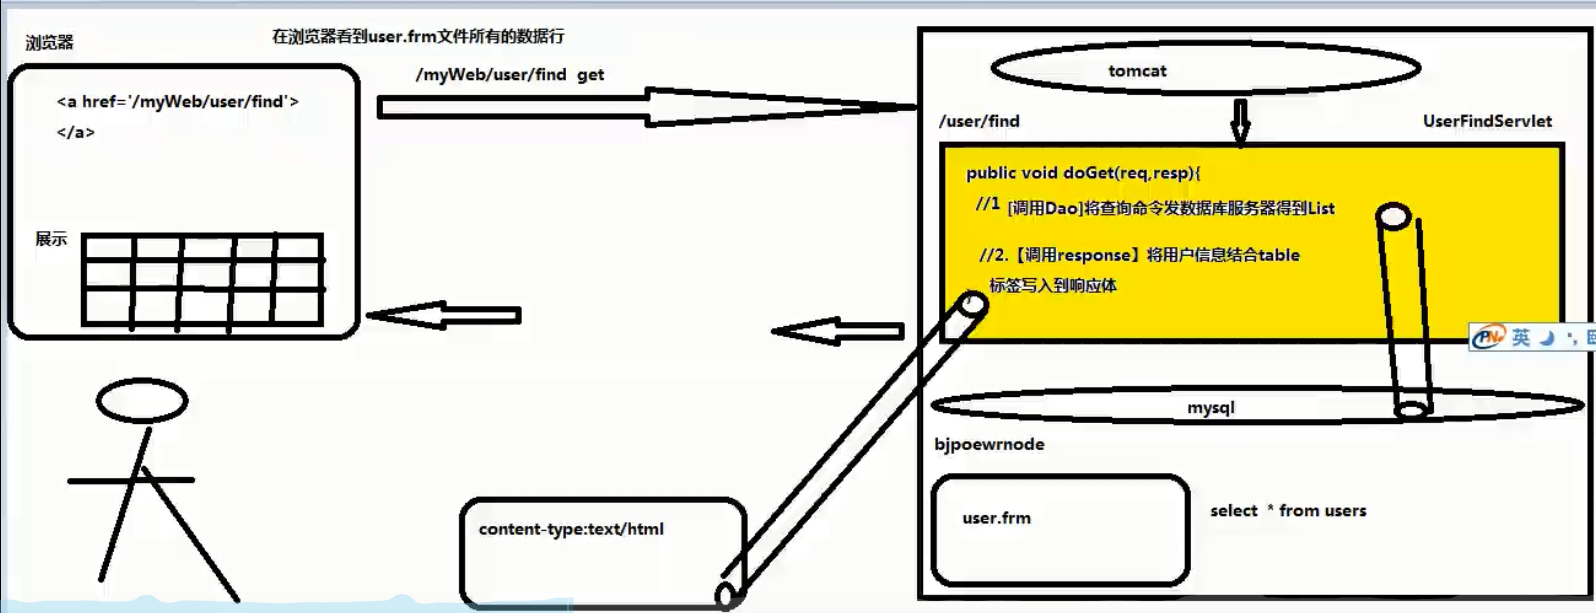 浏览器
在浏览器看到user.frm文件所有的数据行
<a href='/myWeb/user/find'>
</a>
展示
/myWeb/user/find get
tomcat
/user/find
UserFindServlet
public void doGet(req,resp){
//1 [调用Dao]将查询命令发数据库服务器得到List
//2.【调用response】将用户信息结合table
标签写入到响应体
英
mysql
bjpoewrnode
user.frm
select * from users
content-type:text/html